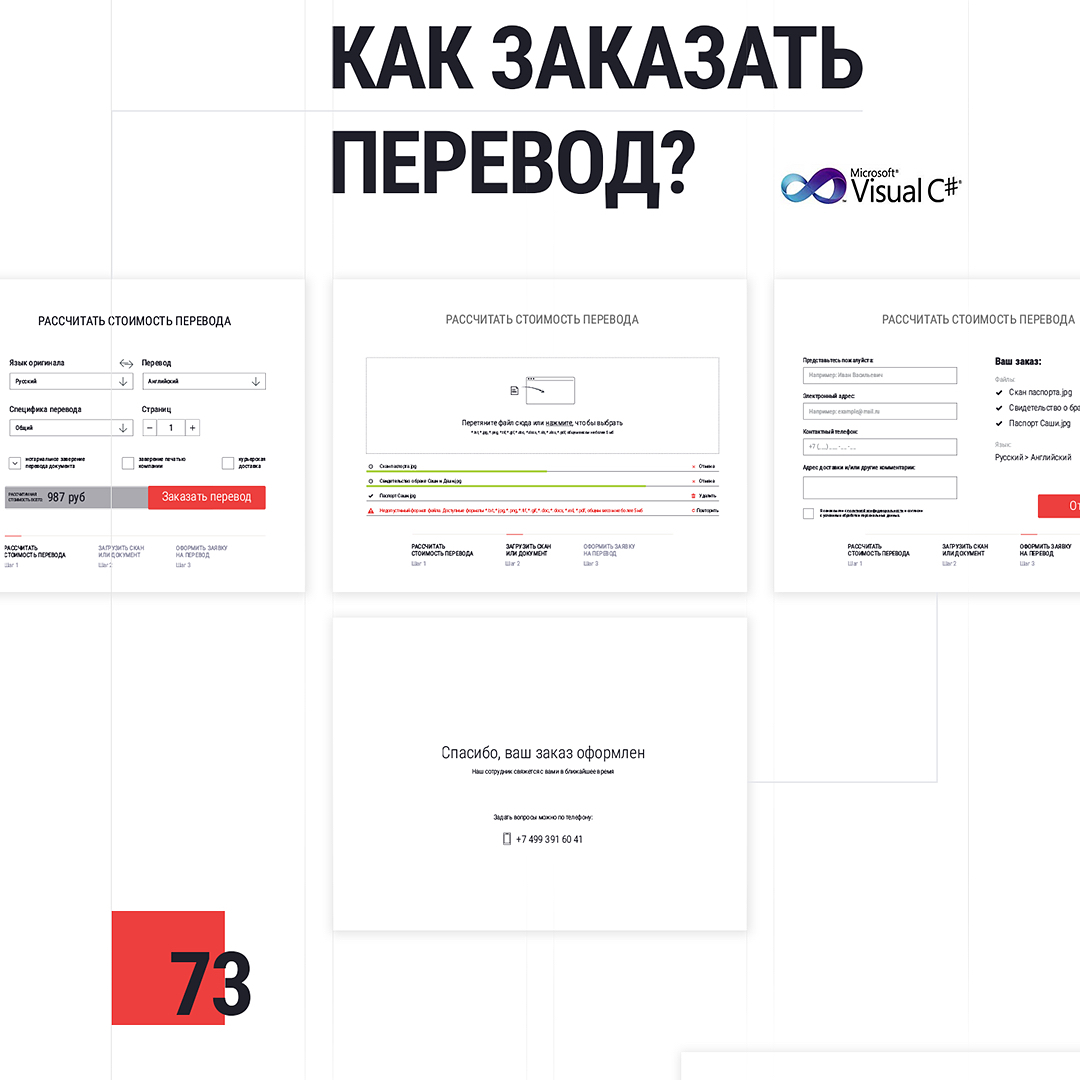 КАК ЗАКАЗАТЬ
ПЕРЕВОД?
Microsoft®
Visual C#®
РАССЧИТАТЬ СТОИМОСТЬ ПЕРЕВОДА
Язык оригинала
Перевод
Русский
Английский
Специфика перевода
Страниц
Общий
1
нотариальное заверение
перевода документа
заверение печатью
компании
курьерская
доставка
987 руб
Заказать перевод
РАССЧИТАТЬ
СТОИМОСТЬ ПЕРЕВОДА
Шаг 1
ЗАГРУЗИТЬ СКАН
ИЛИ ДОКУМЕНТ
Шаг 2
ОФОРМИТЬ ЗАЯВКУ
НА ПЕРЕВОД
Шаг 3
РАССЧИТАТЬ СТОИМОСТЬ ПЕРЕВОДА
Перетяните файл сюда или нажмите, чтобы выбрать
Скан паспорта.jpg
Отмена
Свидетельство о браке Саши и Даши.jpg
Отмена
Паспорт Саши.jpg
Удалить
Недопустимый формат файла. Доступные форматы
Повторить
РАССЧИТАТЬ
СТОИМОСТЬ ПЕРЕВОДА
Шаг 1
ЗАГРУЗИТЬ СКАН
ИЛИ ДОКУМЕНТ
Шаг 2
ОФОРМИТЬ ЗАЯВКУ
НА ПЕРЕВОД
Шаг 3
РАССЧИТАТЬ СТОИМОСТЬ ПЕРЕВОДА
Представьтесь пожалуйста:
Например: Иван Васильевич
Электронный адрес:
Например: example@mail.ru
Контактный телефон:
+7 (___) ___-__-__
Адрес доставки и/или другие комментарии:
Ваш заказ:
Файлы:
Скан паспорта.jpg
Свидетельство о бра
Паспорт Саши.jpg
Язык:
Русский > Английский
От
РАССЧИТАТЬ
СТОИМОСТЬ ПЕРЕВОДА
Шаг 1
ЗАГРУЗИТЬ СКАН
ИЛИ ДОКУМЕНТ
Шаг 2
ОФОРМИТЬ ЗАЯВКУ
НА ПЕРЕВОД
Шаг 3
Спасибо, ваш заказ оформлен
Наш сотрудник свяжется с вами в ближайшее время
Задать вопросы можно по телефону:
+7 499 391 60 41
73